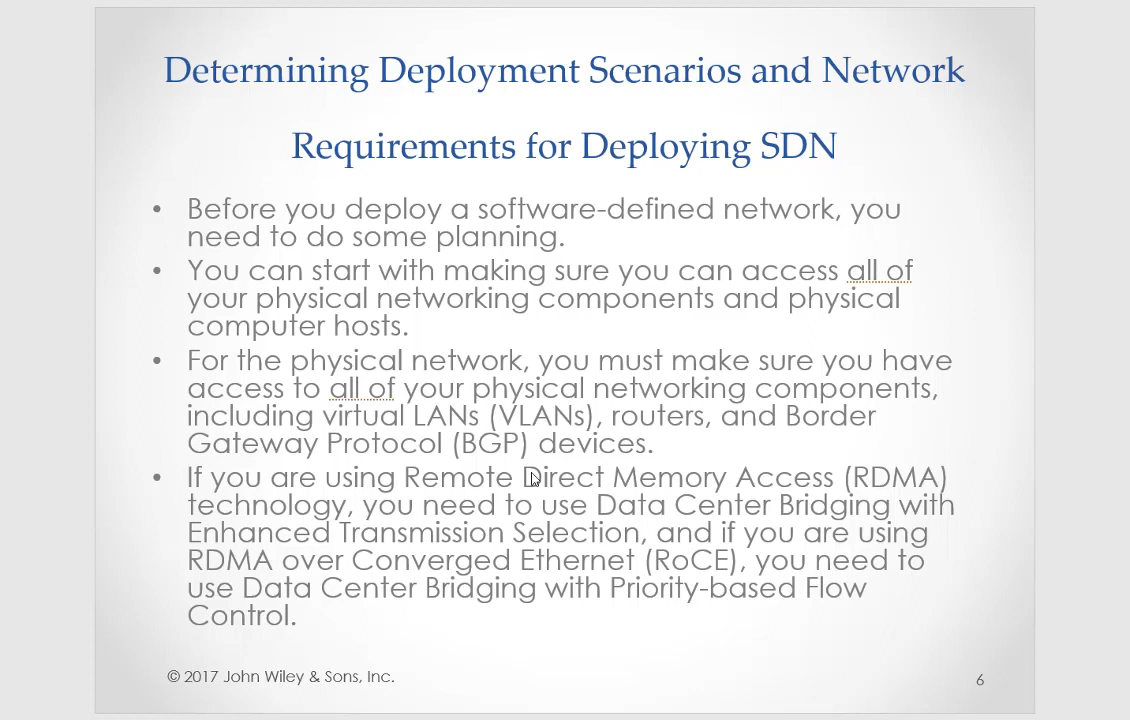 Determining Deployment Scenarios and Network
Requirements for Deploying SDN
• Before you deploy a software-defined network, you
need to do some planning.
• You can start with making sure you can access all of
your physical networking components and physical
computer hosts.
• For the physical network, you must make sure you have
access to all of your physical networking components,
including virtual LANs (VLANs), routers, and Border
Gateway Protocol (BGP) devices.
• If you are using Remote Direct Memory Access (RDMA)
technology, you need to use Data Center Bridging with
Enhanced Transmission Selection, and if you are using
RDMA over Converged Ethernet (RoCE), you need to
use Data Center Bridging with Priority-based Flow
Control.
© 2017 John Wiley & Sons, Inc.
6